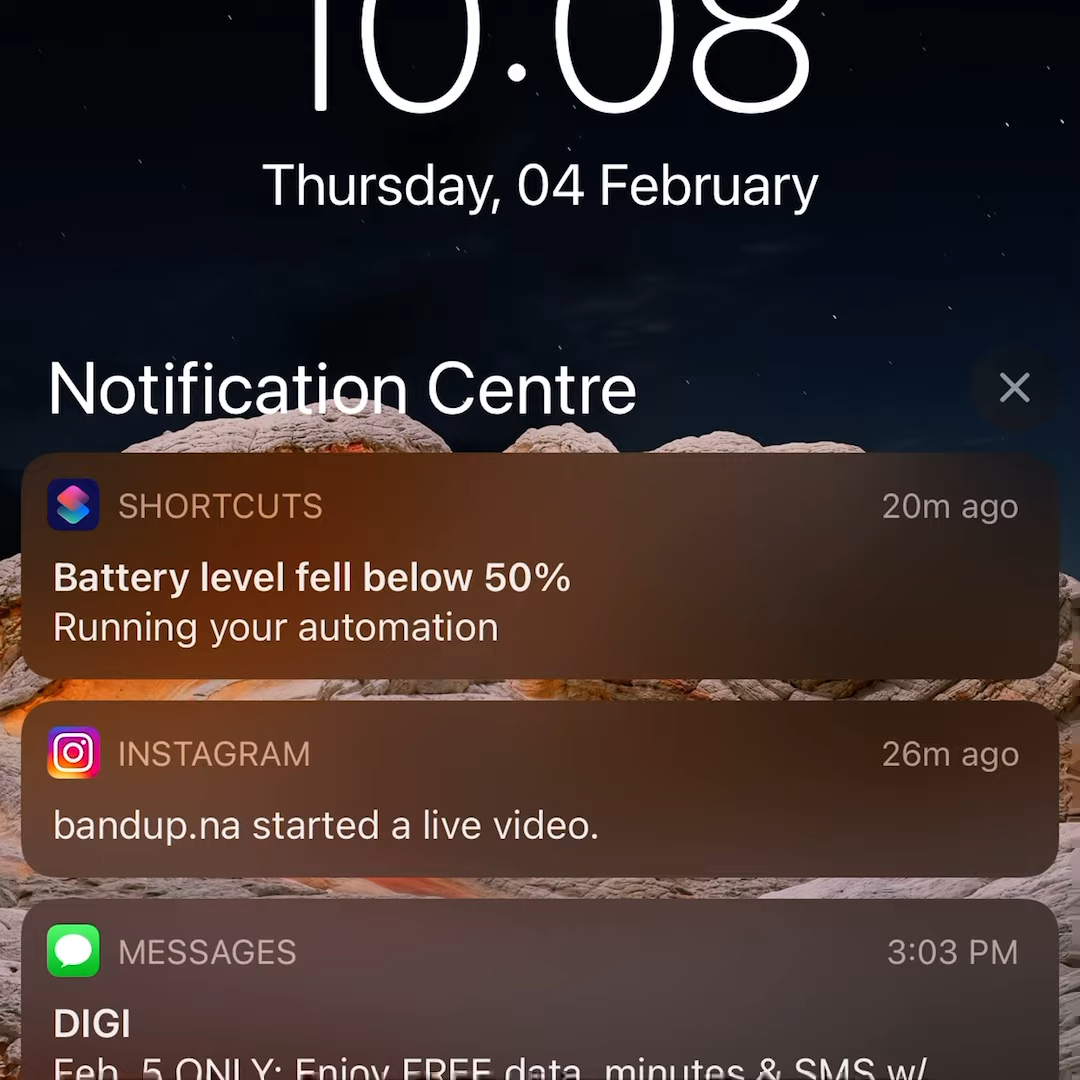 10:08
Thursday, 04 February
Notification Centre
SHORTCUTS
20m ago
Battery level fell below 50%
Running your automation
INSTAGRAM
26m ago
bandup.na started a live video.
MESSAGES
3:03 PM
DIGI
Feb. 5 ONLY: Enjoy FREE data, minutes & SMS w/